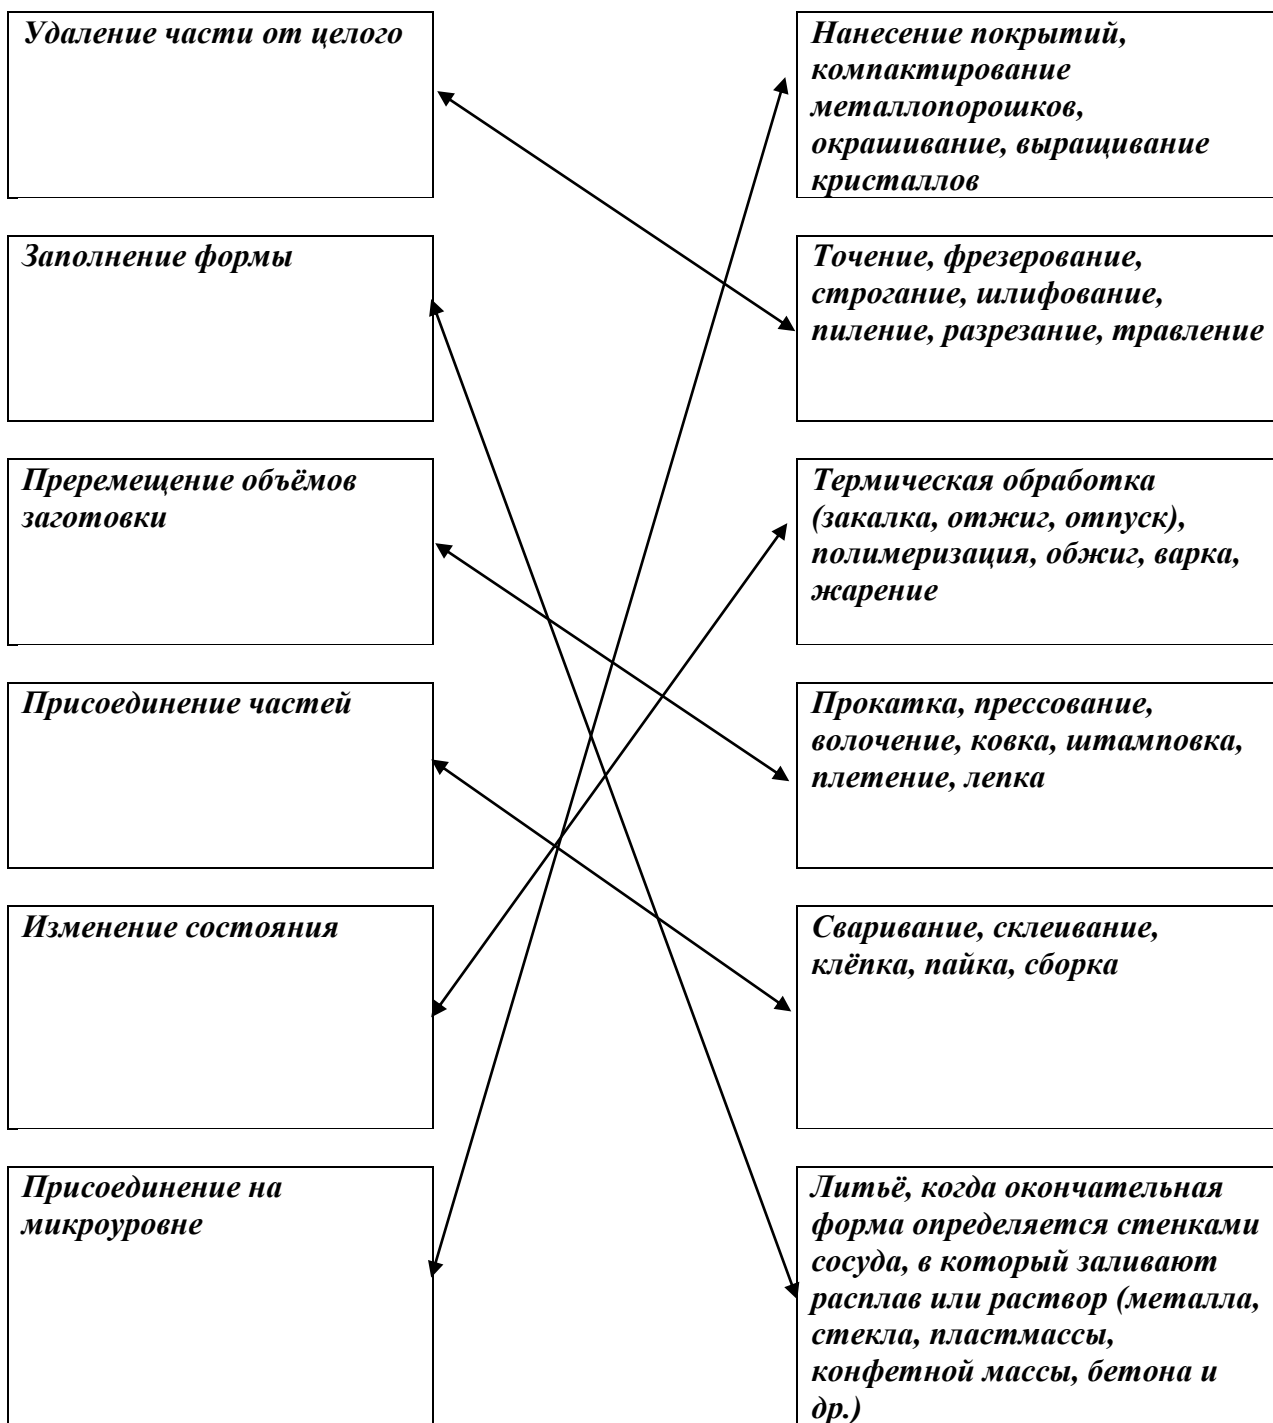 Удаление части от целого
Нанесение покрытий,
компактирование
металлопорошков,
окрашивание, выращивание
кристаллов
Заполнение формы
Точение, фрезерование,
строгание, шлифование,
пиление, разрезание, травление
Преремещение объёмов
заготовки
Термическая обработка
(закалка, отжиг, отпуск),
полимеризация, обжиг, варка,
жарение
Присоединение частей
Прокатка, прессование,
волочение, ковка, штамповка,
плетение, лепка
Изменение состояния
Сваривание, склеивание,
клёпка, пайка, сборка
Присоединение на
микроуровне
Литьё, когда окончательная
форма определяется стенками
сосуда, в который заливают
расплав или раствор (металла,
стекла, пластмассы,
конфетной массы, бетона и
др.)